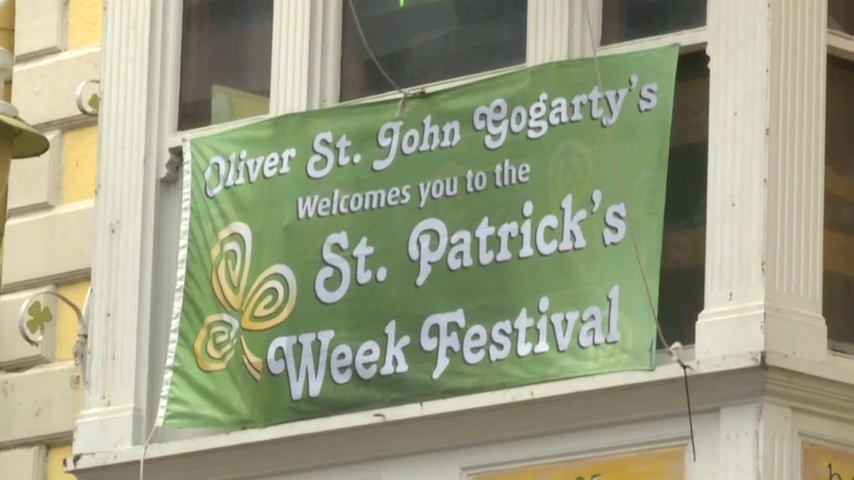 Oliver St. John Gogarty's
Welcomes you to the
St. Patrick's
Week Festival